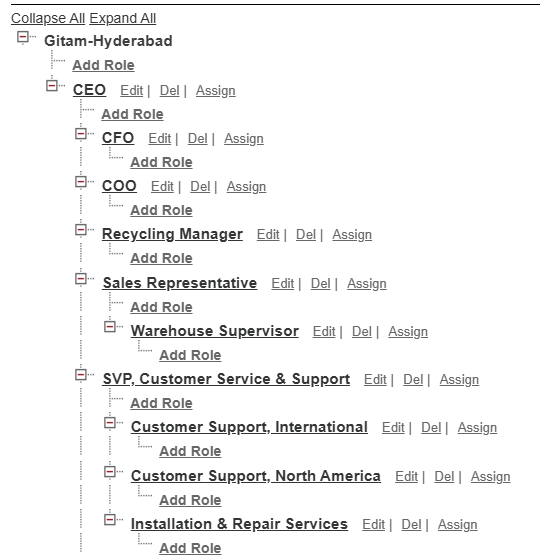 Collapse All Expand All
Gitam-Hyderabad
Add Role
CEO Edit | Del | Assign
Add Role
CFO Edit | Del | Assign
Add Role
COO Edit | Del | Assign
Add Role
Recycling Manager Edit | Del | Assign
Add Role
Sales Representative Edit | Del | Assign
Add Role
Warehouse Supervisor Edit | Del | Assign
Add Role
SVP, Customer Service & Support Edit | Del | Assign
Add Role
Customer Support, International Edit | Del | Assign
Add Role
Customer Support, North America Edit | Del | Assign
Add Role
Installation & Repair Services Edit | Del | Assign
Add Role